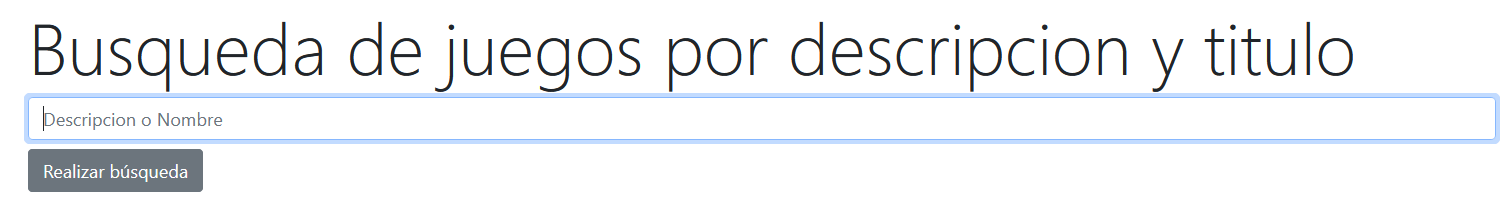 Busqueda de juegos por descripcion y titulo
Descripcion o Nombre
Realizar búsqueda